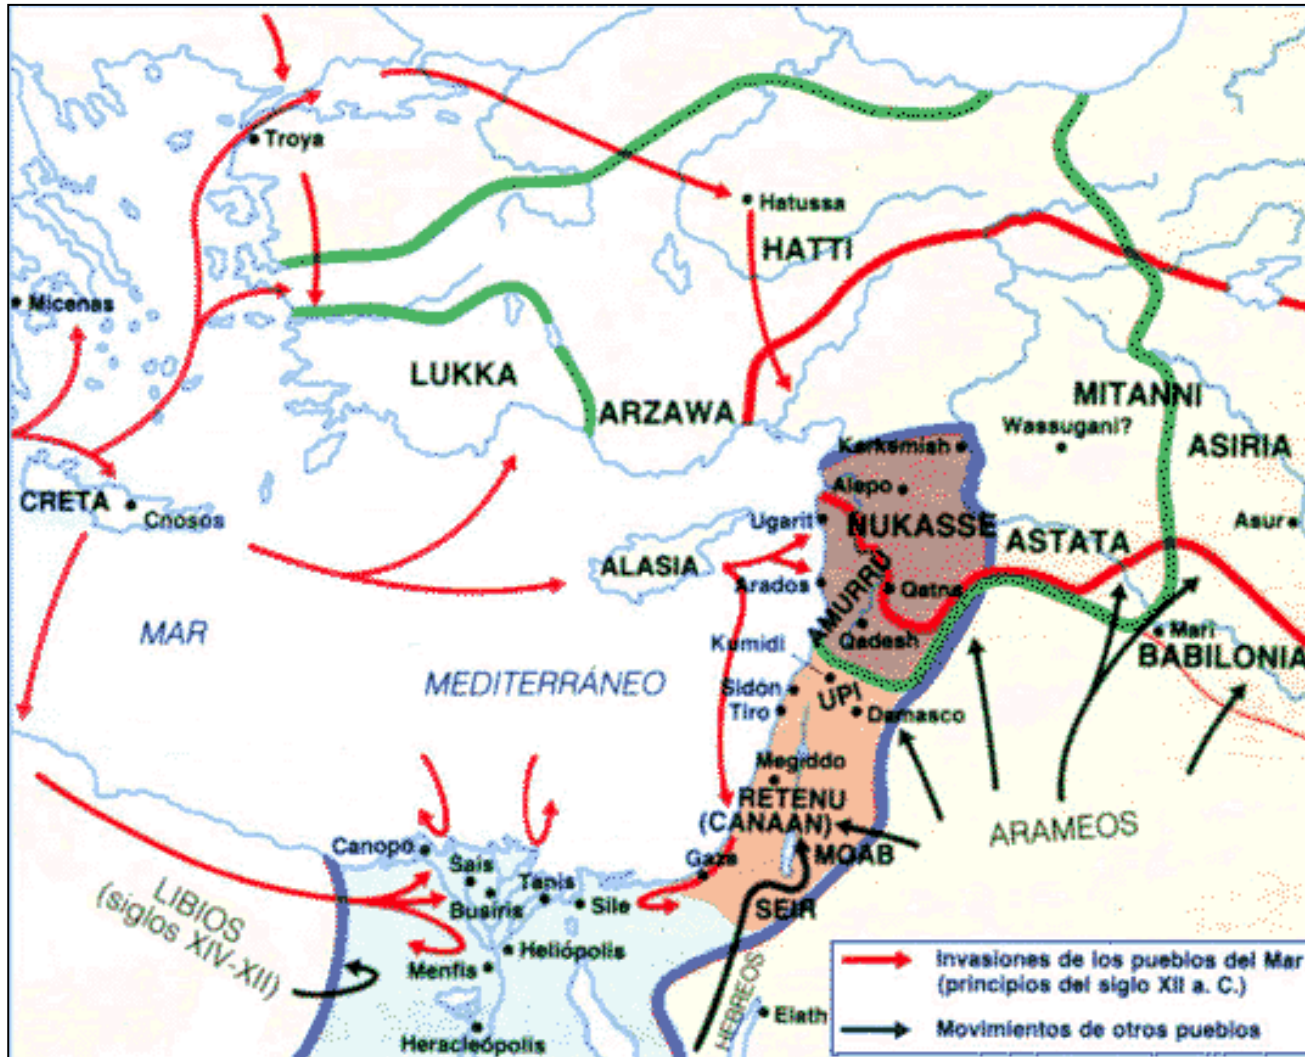 Troya
Hatussa
HATTI
Micenas
LUKKA
ARZAWA
MITANNI
Wassugani?
ASIRIA
Karkemish
Alepo
CRETA
Cnosos
Ugarit
NUKASSE
ASTATA
Asur
ALASIA
Arados
AMURRU
Qatna
MAR
MEDITERRÁNEO
Kumidi
Qadesh
Mari
BABILONIA
Sidón
UPI
Tiro
Damasco
Megiddo
RETENU
(CANAAN)
ARAMEOS
MOAB
Canopo
Gaza
Sais
Tanis
LIBIOS
(siglos XIV-XII)
Busiris
Sile
SEIR
Heliópolis
Menfis
HEBREOS
Elath
Heracleópolis
Invasiones de los pueblos del Mar
(principios del siglo XII a. C.)
Movimientos de otros pueblos